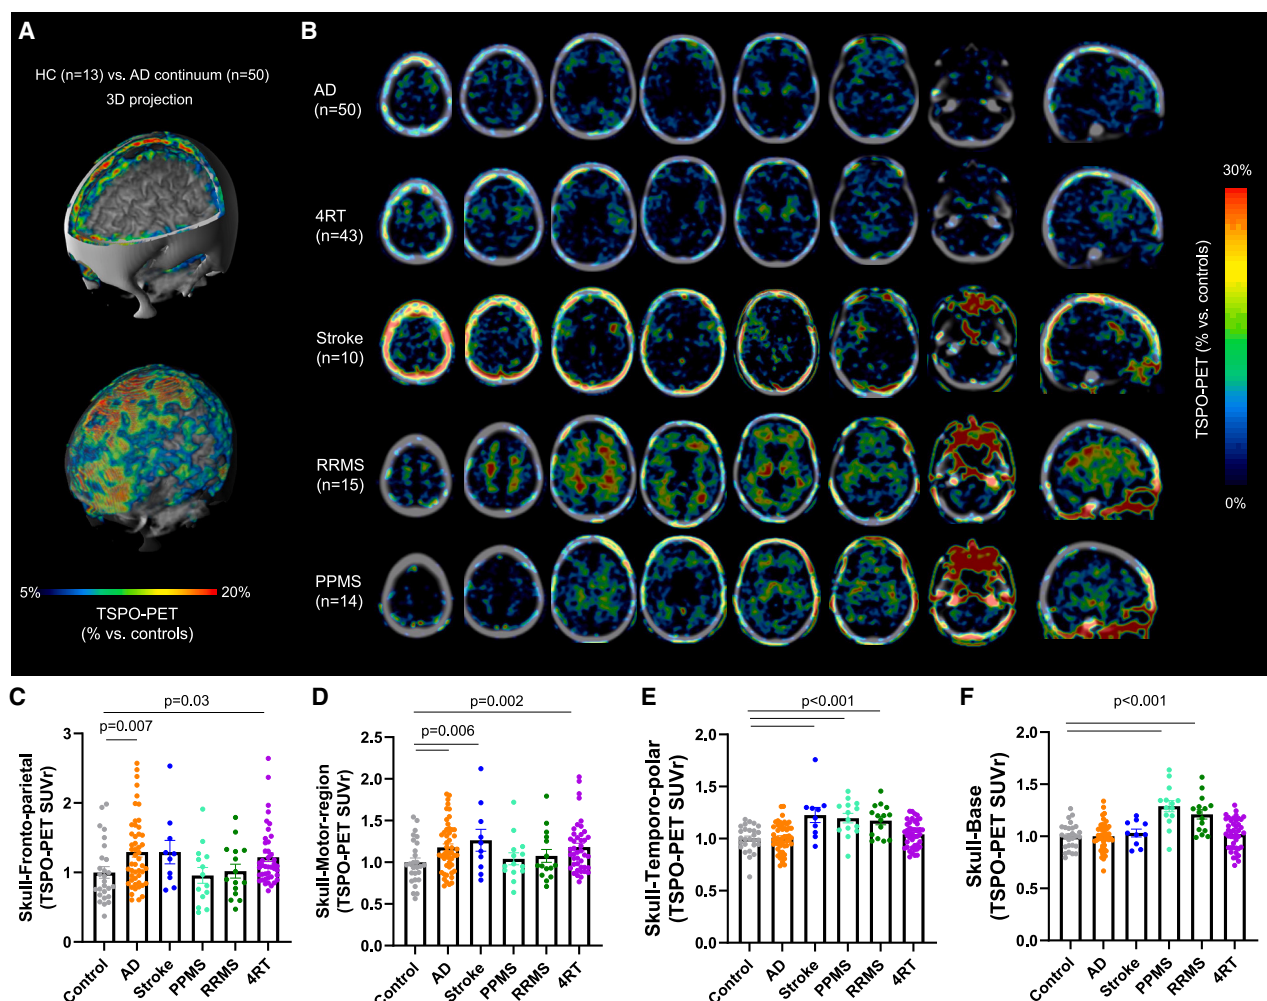 A
HC (n=13) vs. AD continuum (n=50)
3D projection
5%
20%
TSPO-PET
(% vs. controls)
B
AD
(n=50)
4RT
(n=43)
Stroke
(n=10)
RRMS
(n=15)
PPMS
(n=14)
30%
TSPO-PET (% vs. controls)
0%
C
p=0.03
p=0.007
Skull-Fronto-parietal
(TSPO-PET SUVr)
3
2
1
0
Control
AD
Stroke
PPMS
RRMS
4RT
D
p=0.002
p=0.006
Skull-Motor-region
(TSPO-PET SUVr)
2.5
2.0
1.5
1.0
0.5
0.0
Control
AD
Stroke
PPMS
RRMS
4RT
E
p<0.001
Skull-Temporo-polar
(TSPO-PET SUVr)
2.0
1.5
1.0
0.5
0.0
Control
AD
Stroke
PPMS
RRMS
4RT
F
p<0.001
Skull-Base
(TSPO-PET SUVr)
2.0
1.5
1.0
0.5
0.0
Control
AD
Stroke
PPMS
RRMS
4RT